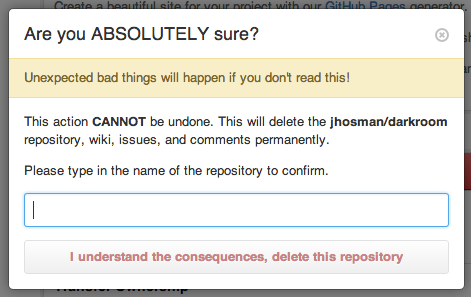 Create a beautiful site for your project with our GitHub Pages generator.
Are you ABSOLUTELY sure?
Unexpected bad things will happen if you don't read this!
This action CANNOT be undone. This will delete the jhosman/darkroom
repository, wiki, issues, and comments permanently.
Please type in the name of the repository to confirm.
I understand the consequences, delete this repository
Transfer Ownership